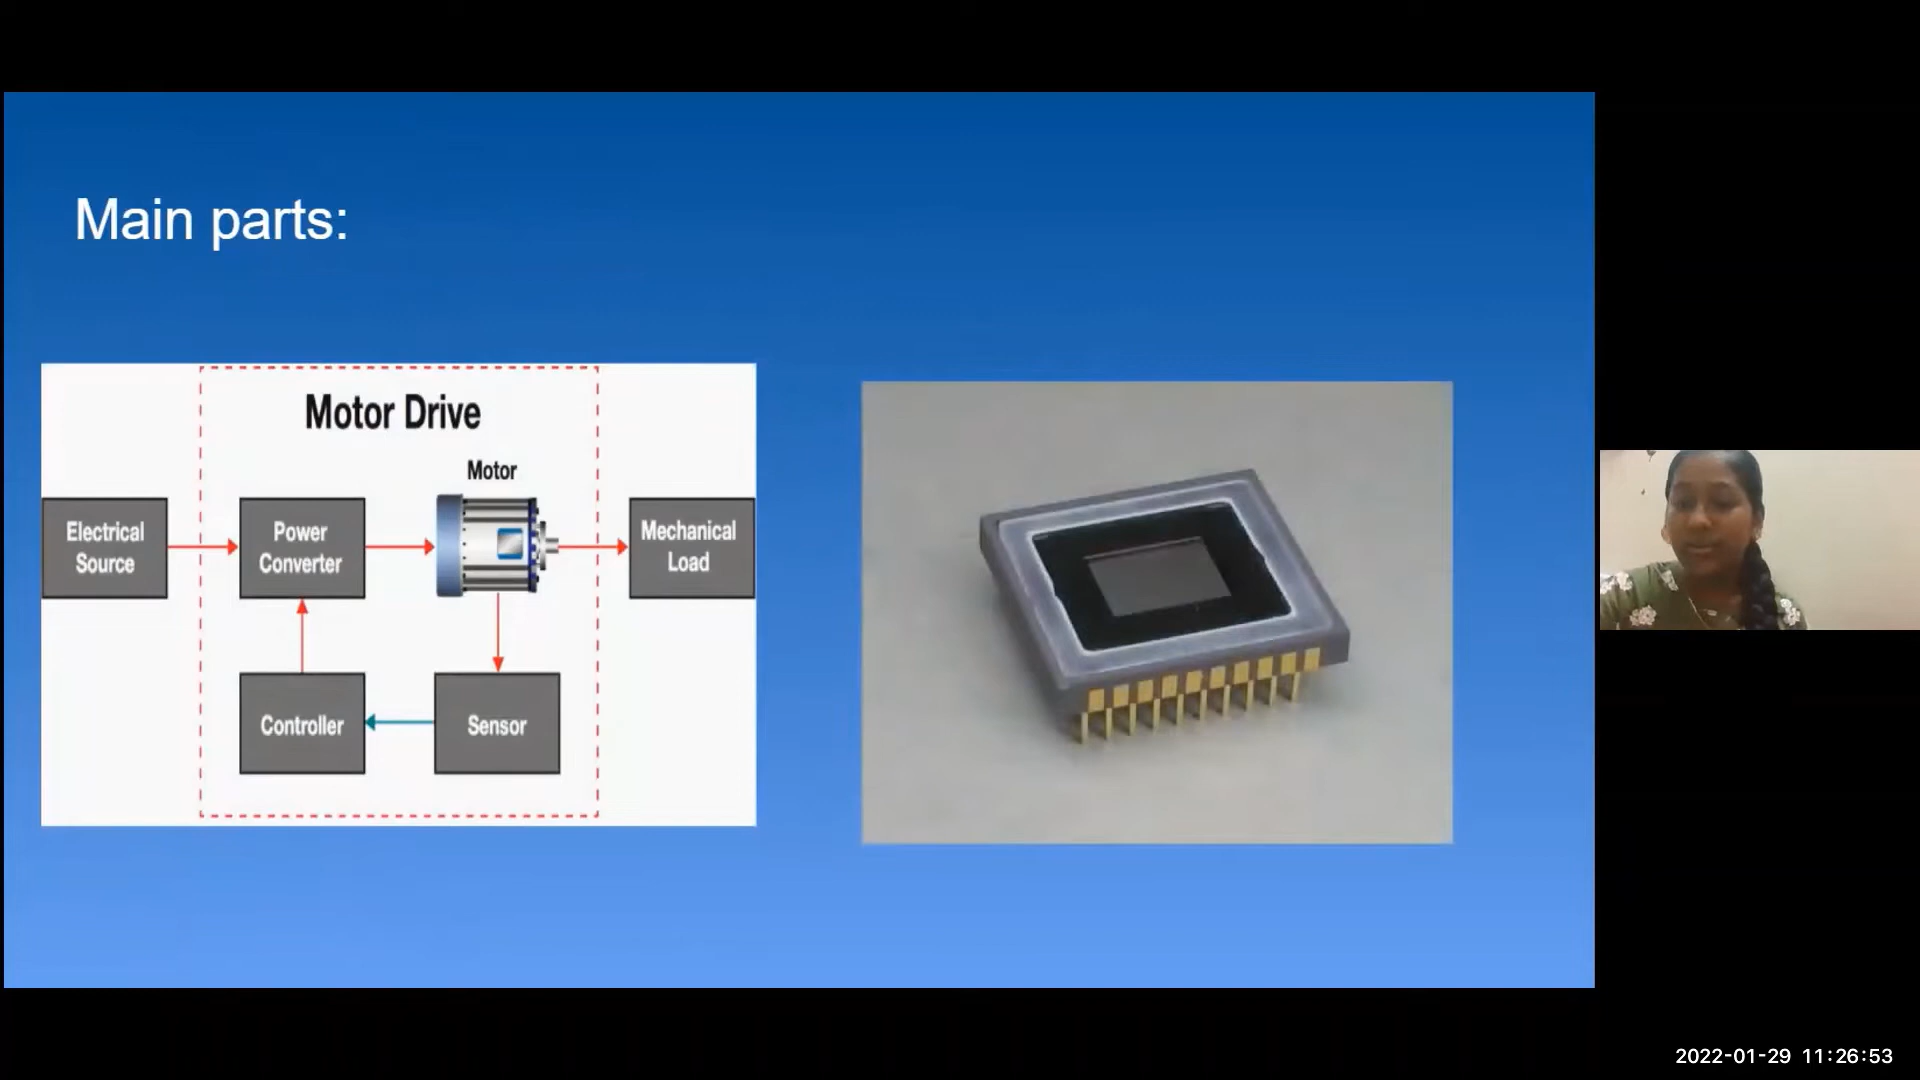 Main parts:
Motor Drive
Motor
Electrical
Source
Power
Converter
Mechanical
Load
Controller
Sensor
2022-01-29 11:26:53